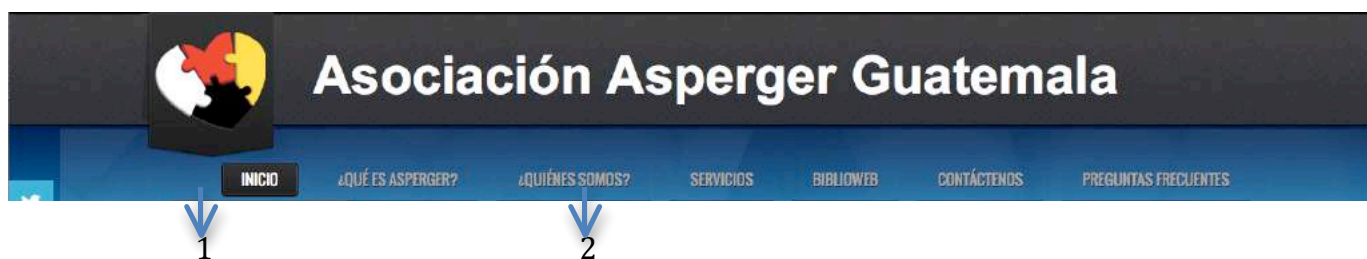 Asociación Asperger Guatemala
INICIO ¿QUÉ ES ASPERGER? ¿QUIÉNES SOMOS? SERVICIOS BIBLIOWEB CONTÁCTENOS PREGUNTAS FRECUENTES
1 2